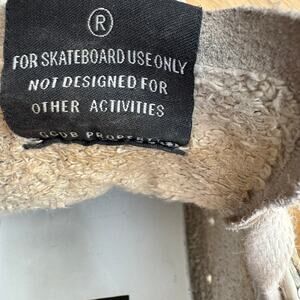 ®
FOR SKATEBOARD USE ONLY
NOT DESIGNED FOR
OTHER ACTIVITIES